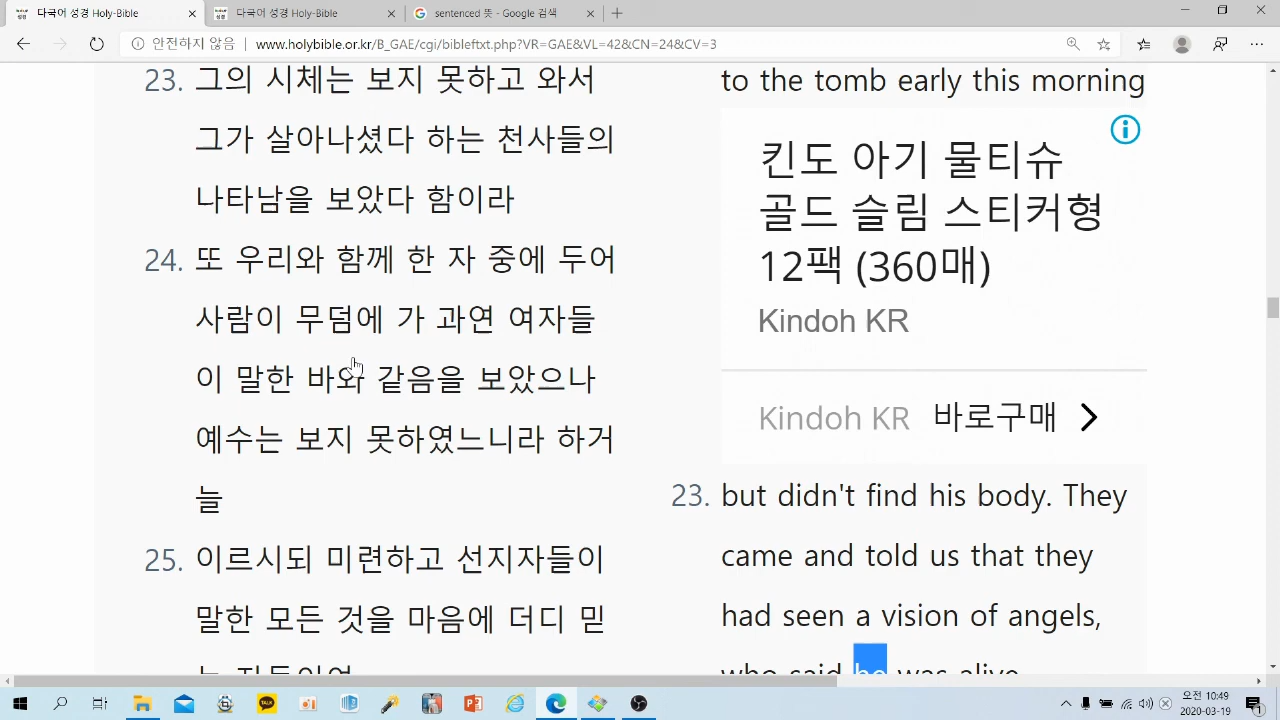 다국어 성경 Holy-Bible
다국어 성경 Holy-Bible
sentenced 뜻 - Google 검색
안전하지 않음
www.holybible.or.kr/B_GAE/cgi/bibleftxt.php?VR=GAE&VL=42&CN=24&CV=3
23. 그의 시체는 보지 못하고 와서
그가 살아나셨다 하는 천사들의
나타남을 보았다 함이라
24. 또 우리와 함께 한 자 중에 두어
사람이 무덤에 가 과연 여자들
이 말한 바와 같음을 보았으나
예수는 보지 못하였느니라 하거
늘
25. 이르시되 미련하고 선지자들이
말한 모든 것을 마음에 더디 믿
는 자들이여
to the tomb early this morning
킨도 아기 물티슈
골드 슬림 스티커형
12팩 (360매)
Kindoh KR
Kindoh KR 바로구매
23. but didn't find his body. They
came and told us that they
had seen a vision of angels,
who said he was alive.
TALK
오전 10:49
2020-03-19